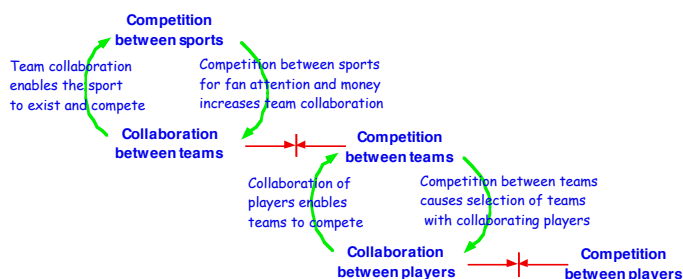 Competition
between sports
Team collaboration
enables the sport
to exist and compete
Competition between sports
for fan attention and money
increases team collaboration
Collaboration
between teams
Competition
between teams
Collaboration of
players enables
teams to compete
Competition between teams
causes selection of teams
with collaborating players
Collaboration
between players
Competition
between players